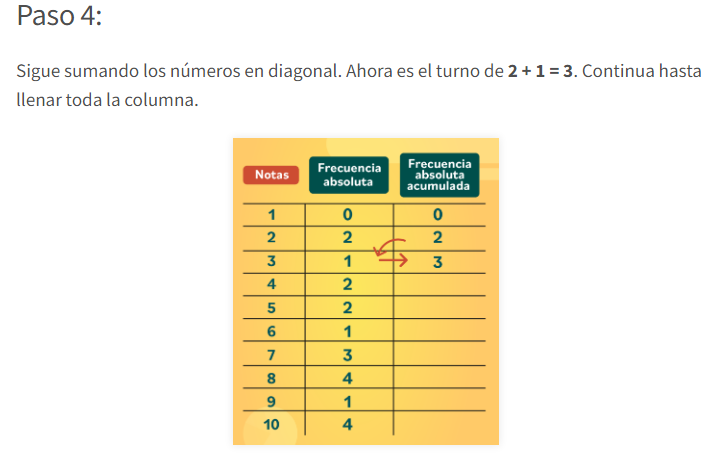 Paso 4:
Sigue sumando los números en diagonal. Ahora es el turno de 2 + 1 = 3. Continua hasta
llenar toda la columna.
Notas Frecuencia absoluta Frecuencia absoluta acumulada
1 0 0
2 2 2
3 1 3
4 2
5 2
6 1
7 3
8 4
9 1
10 4